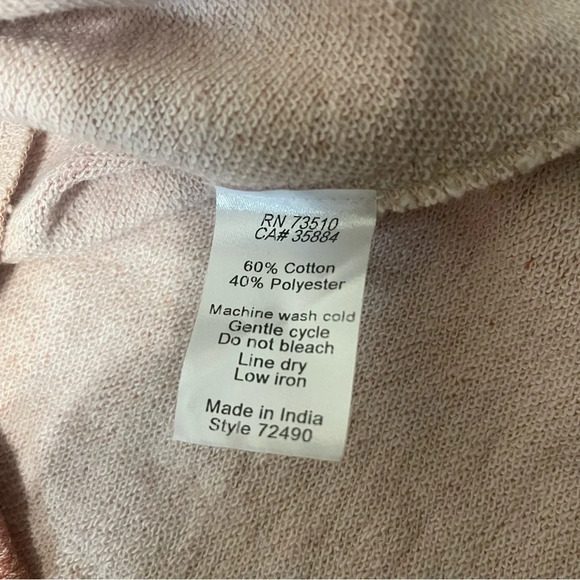 RN 73510
CA# 35884
60% Cotton
40% Polyester
Machine wash cold
Gentle cycle
Do not bleach
Line dry
Low iron
Made in India
Style 72490